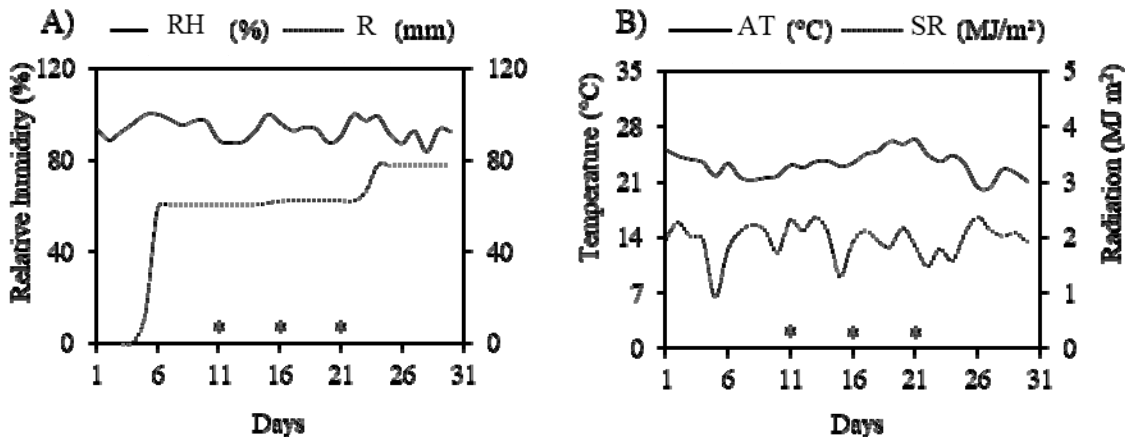 A) RH (%) R (mm)
120 120
80 80
40 40
0 0
Relative humidity (%)
* * *
1 6 11 16 21 26 31
Days
B) AT (°C) SR (MJ/m²)
35 5
28 4
21 3
14 2
7 1
0 0
Temperature (°C)
Radiation (MJ m²)
* * *
1 6 11 16 21 26 31
Days